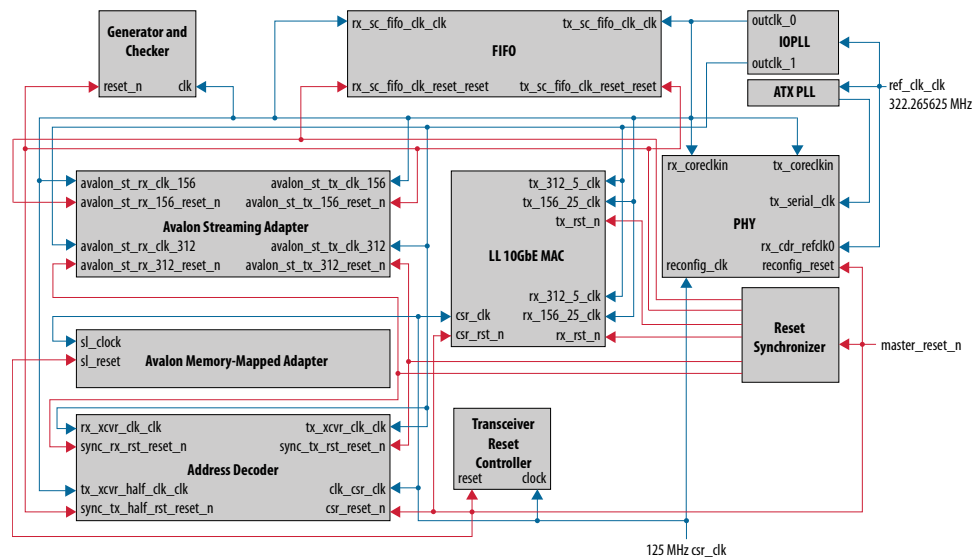 Generator and
Checker
reset_n
clk
rx_sc_fifo_clk_clk
tx_sc_fifo_clk_clk
FIFO
rx_sc_fifo_clk_reset_reset
tx_sc_fifo_clk_reset_reset
outclk_0
IOPLL
outclk_1
ATX PLL
ref_clk_clk
322.265625 MHz
avalon_st_rx_clk_156
avalon_st_tx_clk_156
avalon_st_rx_156_reset_n
avalon_st_tx_156_reset_n
Avalon Streaming Adapter
avalon_st_rx_clk_312
avalon_st_tx_clk_312
avalon_st_rx_312_reset_n
avalon_st_tx_312_reset_n
tx_312_5_clk
tx_156_25_clk
tx_rst_n
LL 10GbE MAC
rx_312_5_clk
csr_clk
rx_156_25_clk
csr_rst_n
rx_rst_n
rx_coreclkin
tx_coreclkin
tx_serial_clk
PHY
rx_cdr_refclk0
reconfig_clk
reconfig_reset
sl_clock
sl_reset
Avalon Memory-Mapped Adapter
Reset
Synchronizer
master_reset_n
rx_xcvr_clk_clk
tx_xcvr_clk_clk
sync_rx_rst_reset_n
sync_tx_rst_reset_n
Address Decoder
tx_xcvr_half_clk_clk
clk_csr_clk
sync_tx_half_rst_reset_n
csr_reset_n
Transceiver
Reset
Controller
reset
clock
125 MHz csr_clk